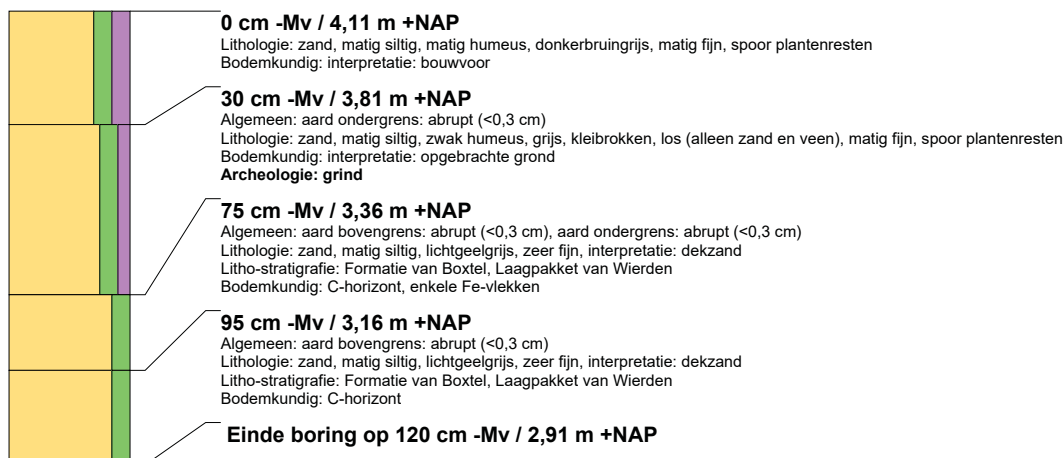 0 cm -Mv / 4,11 m +NAP
Lithologie: zand, matig siltig, matig humeus, donkerbruingrijs, matig fijn, spoor plantenresten
Bodemkundig: interpretatie: bouwvoor
30 cm -Mv / 3,81 m +NAP
Algemeen: aard ondergrens: abrupt (<0,3 cm)
Lithologie: zand, matig siltig, zwak humeus, grijs, kleibrokken, los (alleen zand en veen), matig fijn, spoor plantenresten
Bodemkundig: interpretatie: opgebrachte grond
Archeologie: grind
75 cm -Mv / 3,36 m +NAP
Algemeen: aard bovengrens: abrupt (<0,3 cm), aard ondergrens: abrupt (<0,3 cm)
Lithologie: zand, matig siltig, lichtgeelgrijs, zeer fijn, interpretatie: dekzand
Litho-stratigrafie: Formatie van Boxtel, Laagpakket van Wierden
Bodemkundig: C-horizont, enkele Fe-vlekken
95 cm -Mv / 3,16 m +NAP
Algemeen: aard bovengrens: abrupt (<0,3 cm)
Lithologie: zand, matig siltig, lichtgeelgrijs, zeer fijn, interpretatie: dekzand
Litho-stratigrafie: Formatie van Boxtel, Laagpakket van Wierden
Bodemkundig: C-horizont
Einde boring op 120 cm -Mv / 2,91 m +NAP